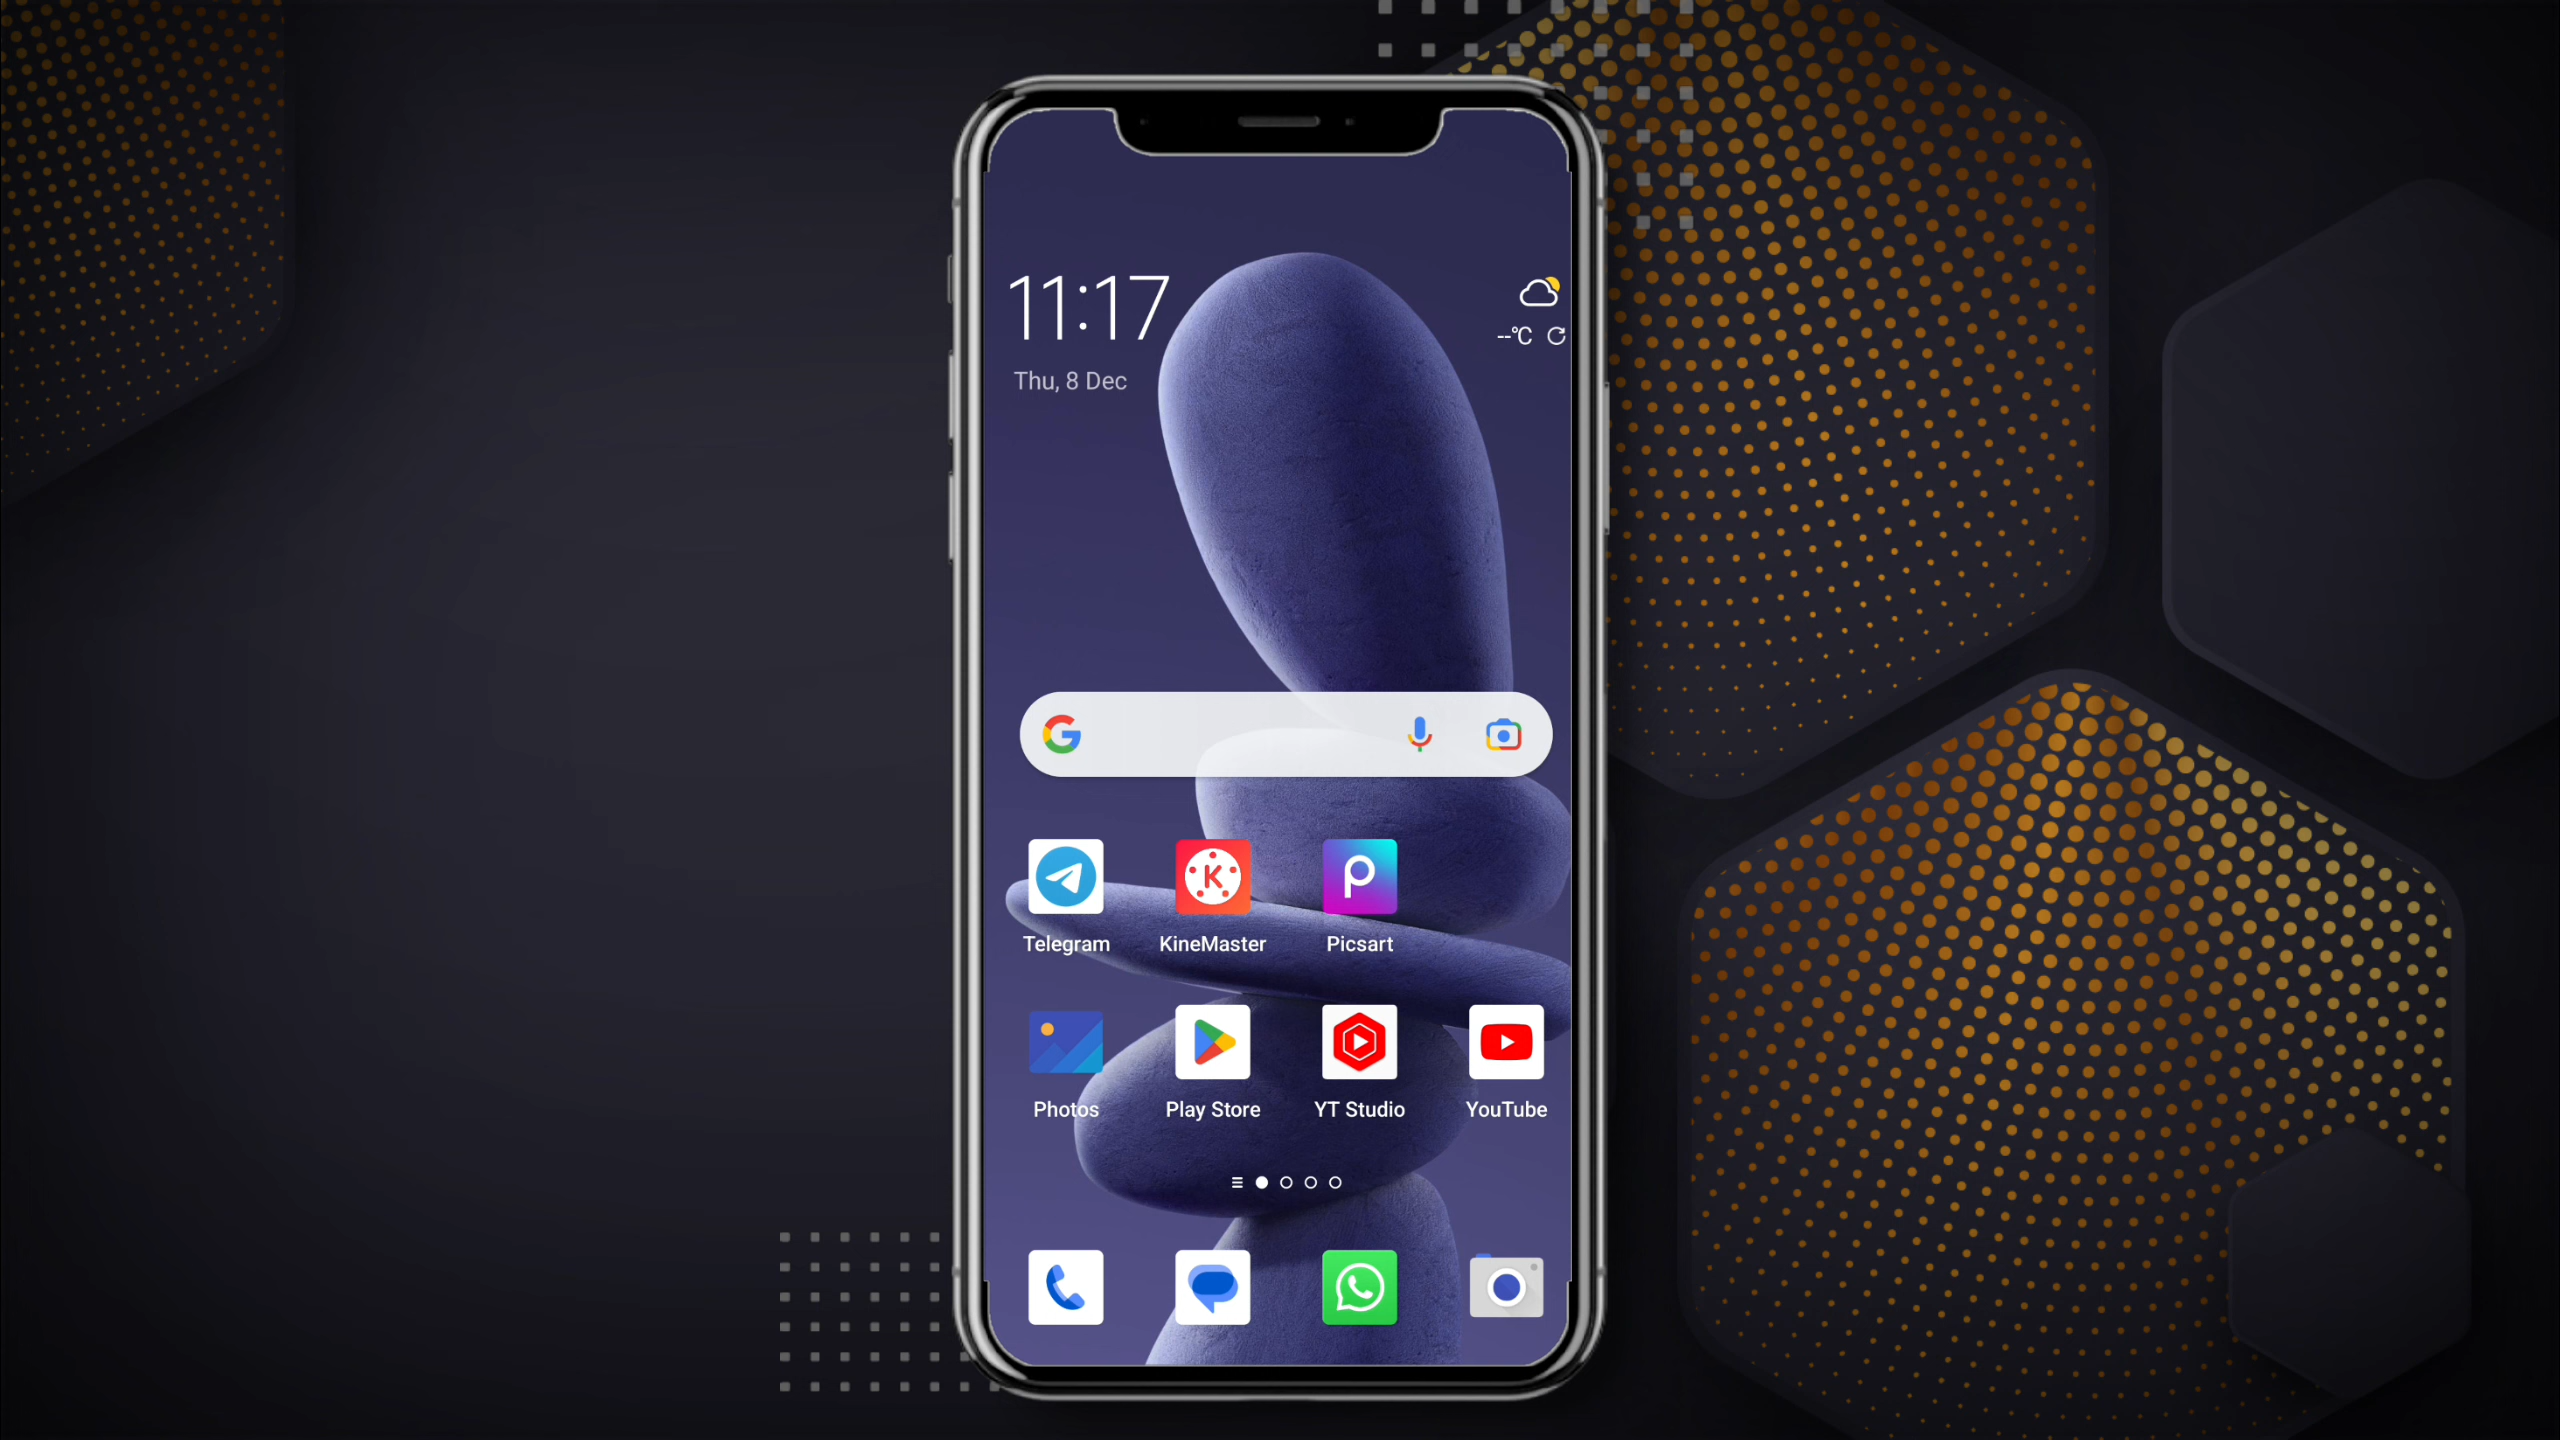 11:17
Thu, 8 Dec
--°C
Telegram
KineMaster
Picsart
Photos
Play Store
YT Studio
YouTube